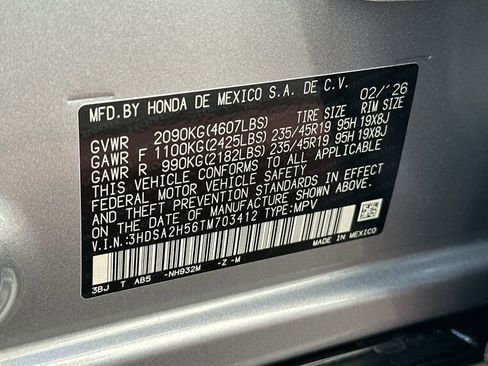 MFD.BY HONDA DE MEXICO S.A. DE C.V. 02/'26
TIRE SIZE RIM SIZE
GVWR 2090KG(4607LBS)
GAWR F 1100KG(2425LBS) 235/45R19 95H 19X8J
GAWR R 990KG(2182LBS) 235/45R19 95H 19X8J
THIS VEHICLE CONFORMS TO ALL APPLICABLE
FEDERAL MOTOR VEHICLE SAFETY
AND THEFT PREVENTION STANDARDS IN EFFECT
ON THE DATE OF MANUFACTURE SHOWN ABOVE.
V.I.N.:3HDSA2H56TM703412 TYPE:MPV
3BJ T AB5 -NH932M -Z -M MADE IN MEXICO